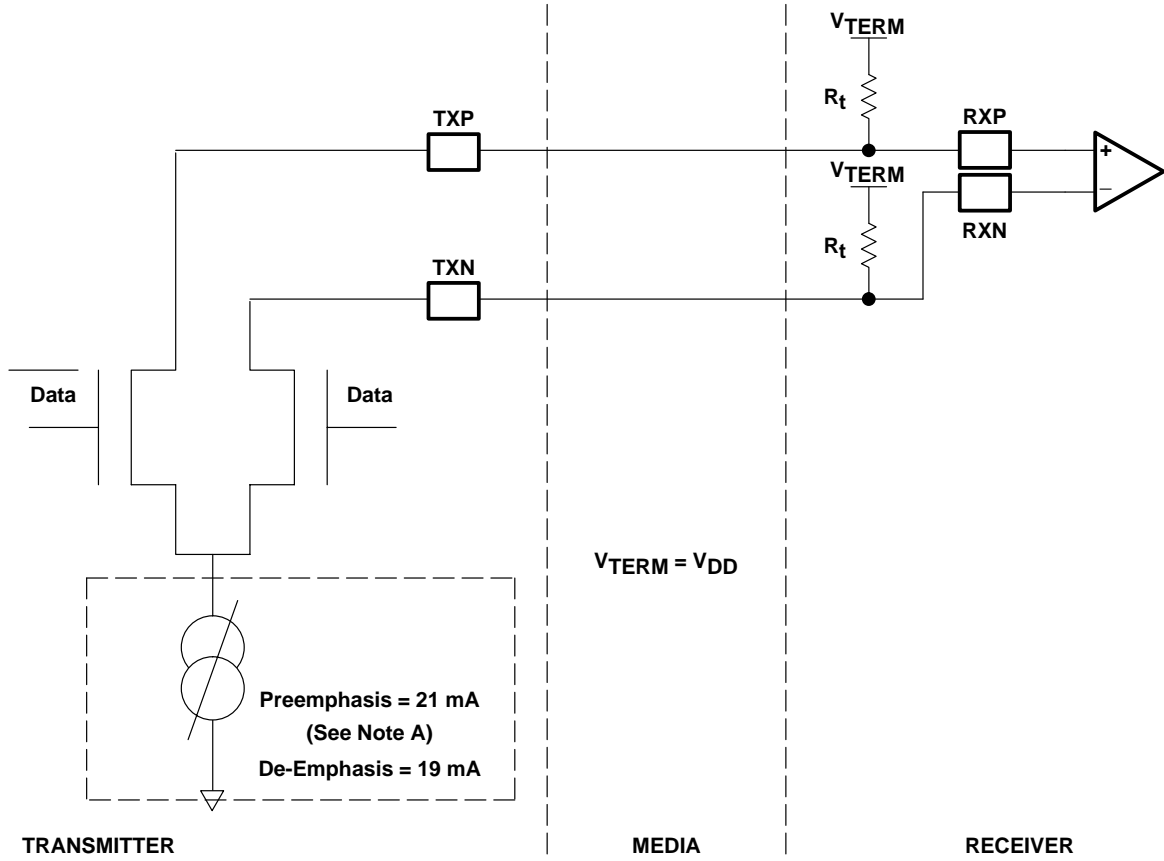 VTERM
Rt
TXP
RXP
+
VTERM
−
RXN
Rt
TXN
Data
Data
VTERM = VDD
Preemphasis = 21 mA
(See Note A)
De-Emphasis = 19 mA
TRANSMITTER
MEDIA
RECEIVER